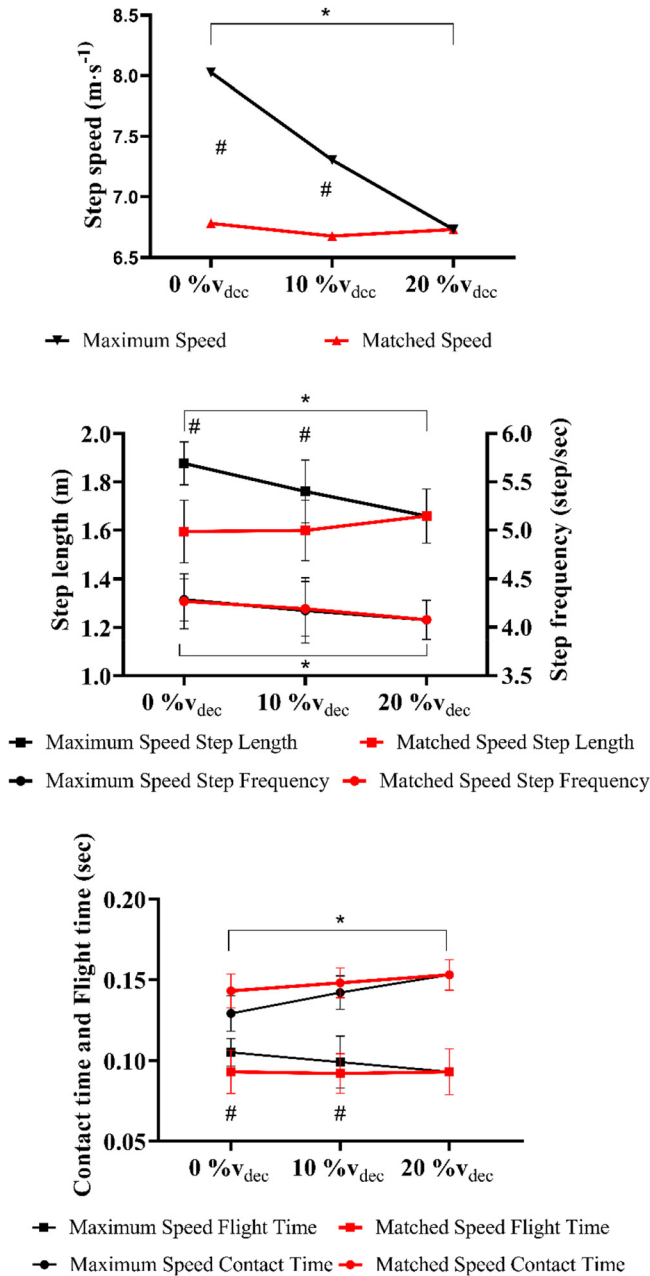 8.5
*
8.0
7.5
#
#
7.0
6.5
Step speed (m·s⁻¹)
0 %vdec 10 %vdec 20 %vdec
Maximum Speed Matched Speed
*
2.0 # # 6.0
1.8 5.5
1.6 5.0
1.4 4.5
1.2 4.0
*
1.0 3.5
Step length (m)
Step frequency (step/sec)
0 %vdec 10 %vdec 20 %vdec
Maximum Speed Step Length Matched Speed Step Length
Maximum Speed Step Frequency Matched Speed Step Frequency
0.20
*
0.15
0.10
# #
0.05
Contact time and Flight time (sec)
0 %vdec 10 %vdec 20 %vdec
Maximum Speed Flight Time Matched Speed Flight Time
Maximum Speed Contact Time Matched Speed Contact Time